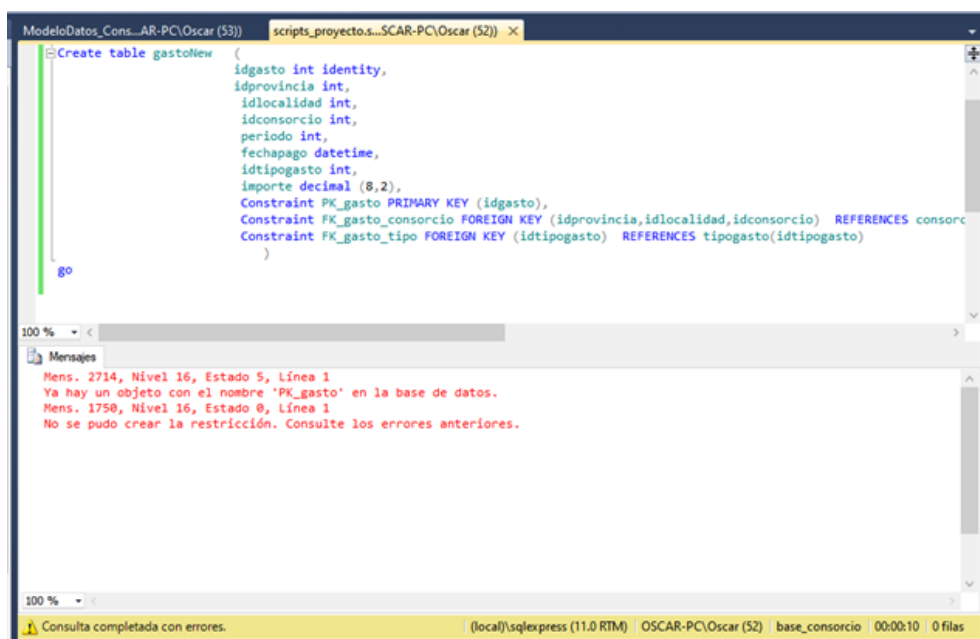 ModeloDatos_Cons...AR-PC\Oscar (53))
scripts_proyecto.s...SCAR-PC\Oscar (52)) ×
Create table gastoNew (
idgasto int identity,
idprovincia int,
idlocalidad int,
idconsorcio int,
periodo int,
fechapago datetime,
idtipogasto int,
importe decimal (8,2),
Constraint PK_gasto PRIMARY KEY (idgasto),
Constraint FK_gasto_consorcio FOREIGN KEY (idprovincia,idlocalidad,idconsorcio) REFERENCES consorc
Constraint FK_gasto_tipo FOREIGN KEY (idtipogasto) REFERENCES tipogasto(idtipogasto)
)
go
100 %
Mensajes
Mens. 2714, Nivel 16, Estado 5, Línea 1
Ya hay un objeto con el nombre 'PK_gasto' en la base de datos.
Mens. 1750, Nivel 16, Estado 0, Línea 1
No se pudo crear la restricción. Consulte los errores anteriores.
100 %
Consulta completada con errores.
(local)\sqlexpress (11.0 RTM)
OSCAR-PC\Oscar (52)
base_consorcio
00:00:10
0 filas